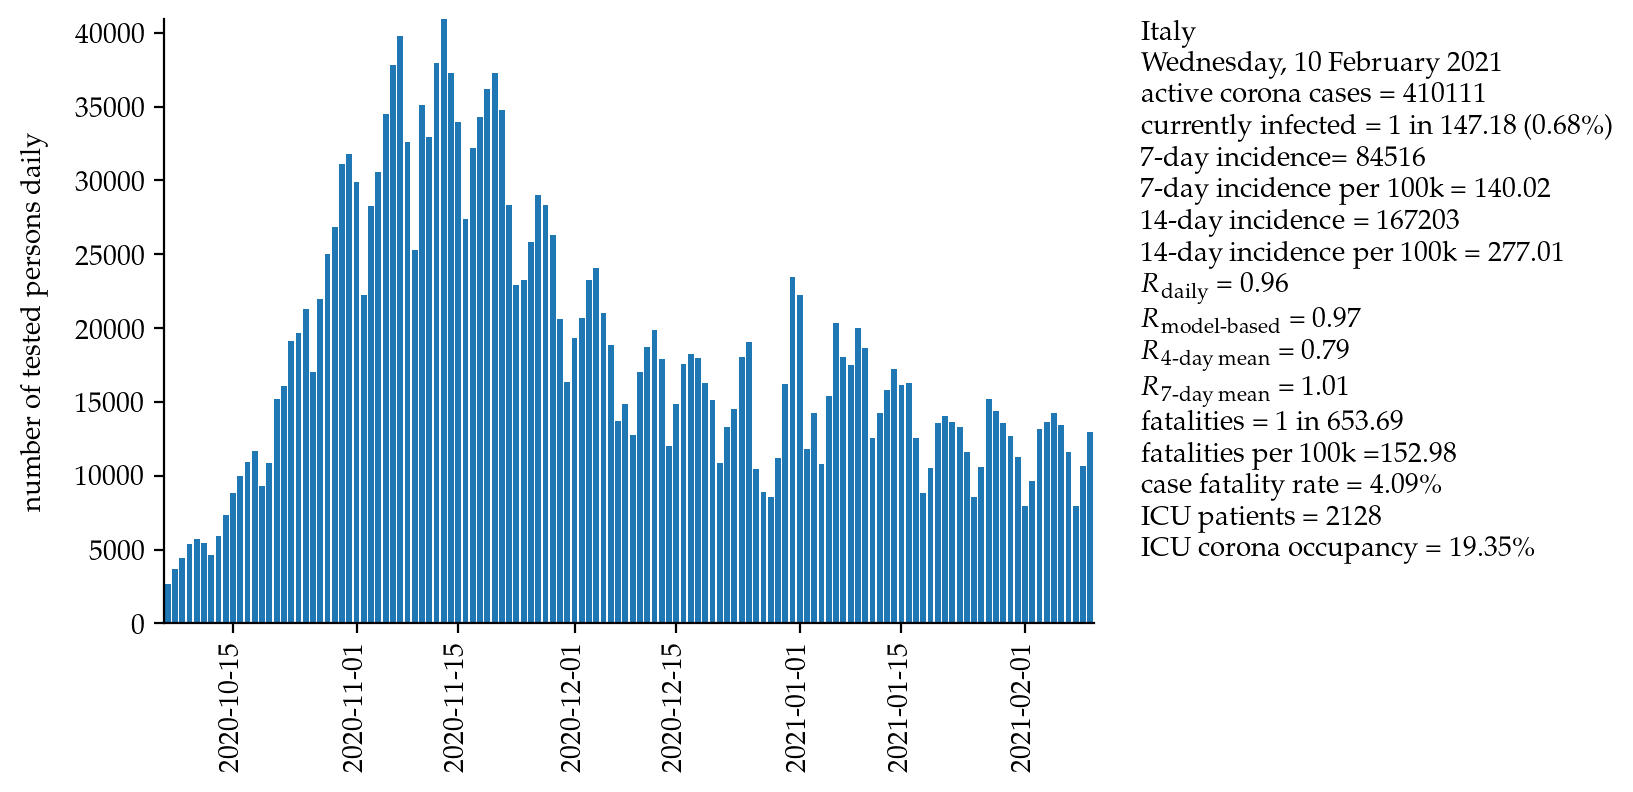 number of tested persons daily
40000
35000
30000
25000
20000
15000
10000
5000
0
2020-10-15
2020-11-01
2020-11-15
2020-12-01
2020-12-15
2021-01-01
2021-01-15
2021-02-01
Italy
Wednesday, 10 February 2021
active corona cases = 410111
currently infected = 1 in 147.18 (0.68%)
7-day incidence= 84516
7-day incidence per 100k = 140.02
14-day incidence = 167203
14-day incidence per 100k = 277.01
R daily = 0.96
R model-based = 0.97
R 4-day mean = 0.79
R 7-day mean = 1.01
fatalities = 1 in 653.69
fatalities per 100k =152.98
case fatality rate = 4.09%
ICU patients = 2128
ICU corona occupancy = 19.35%